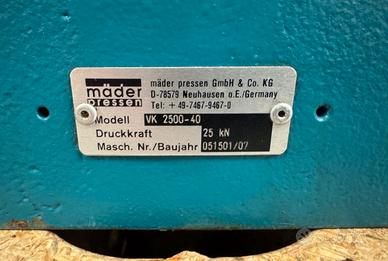 mäder
pressen
mäder pressen GmbH & Co. KG
D-78579 Neuhausen o.E./Germany
Tel: + 49-7467-9467-0
Modell VK 2500-40
Druckkraft 25 kN
Masch. Nr./Baujahr 051501/07